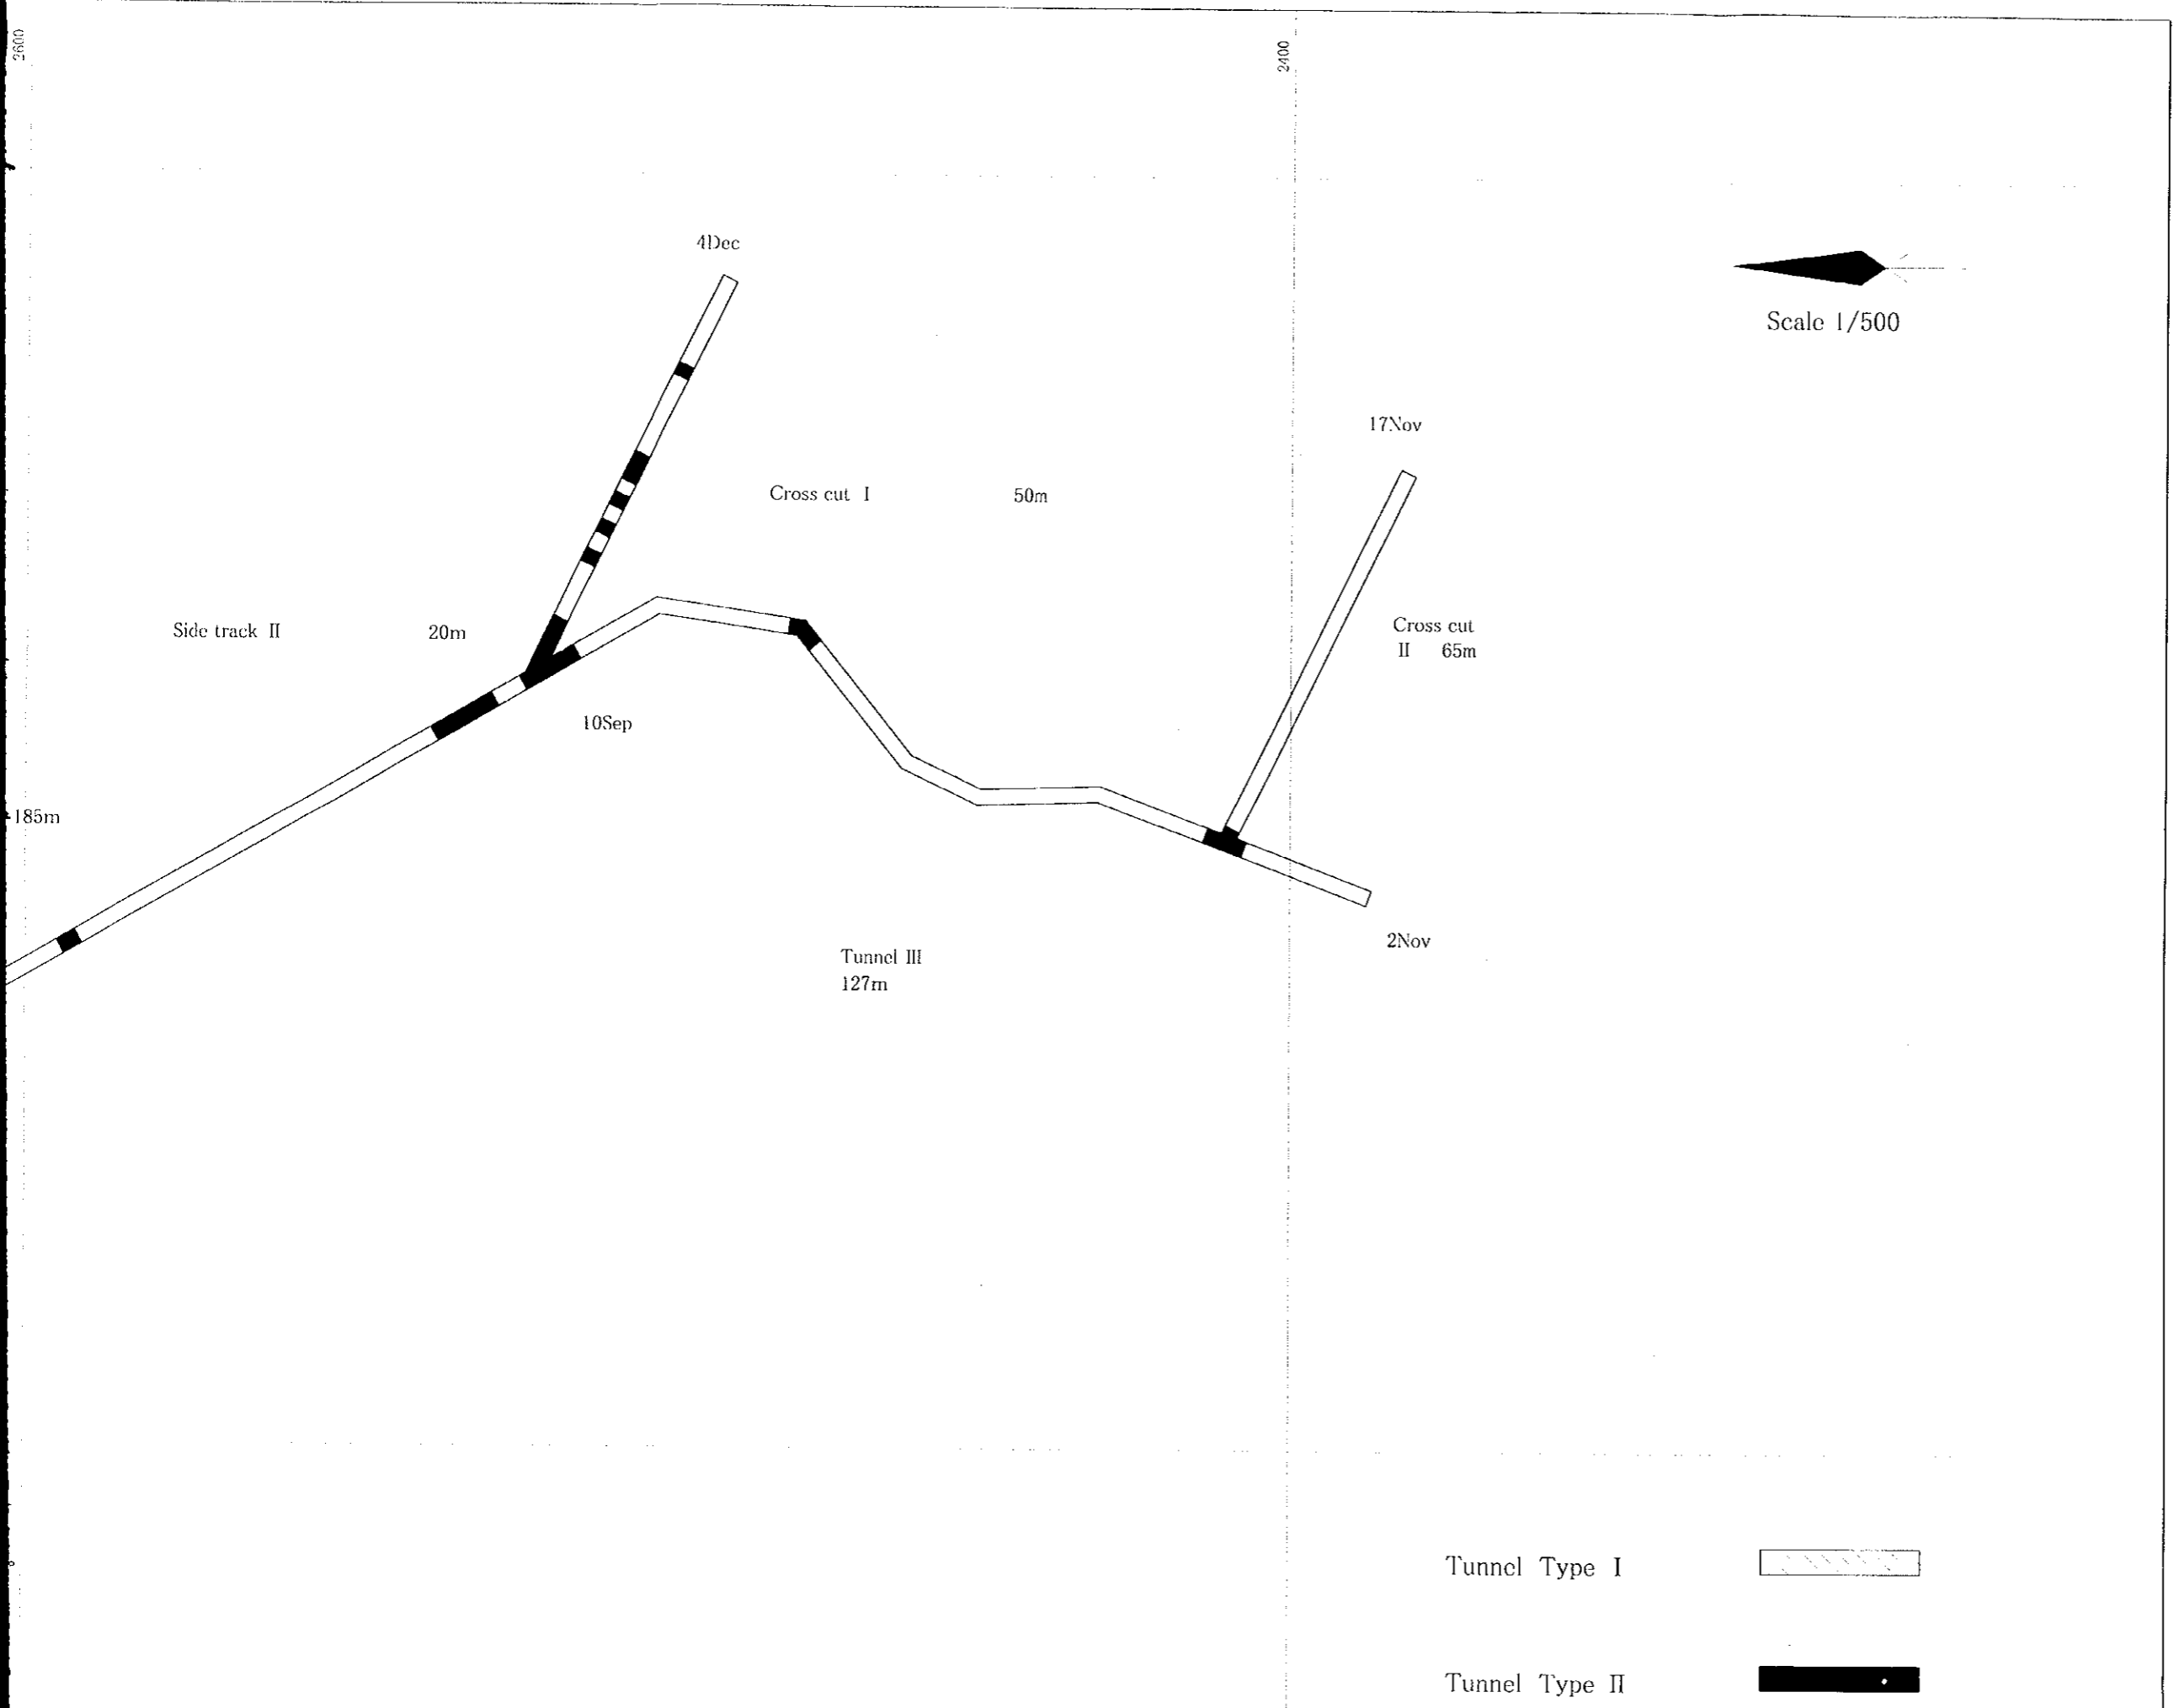 2600
2400
4Dec
Scale 1/500
17Nov
Cross cut I 50m
Cross cut
II 65m
Side track II 20m
10Sep
185m
2Nov
Tunnel III
127m
Tunnel Type I
Tunnel Type II